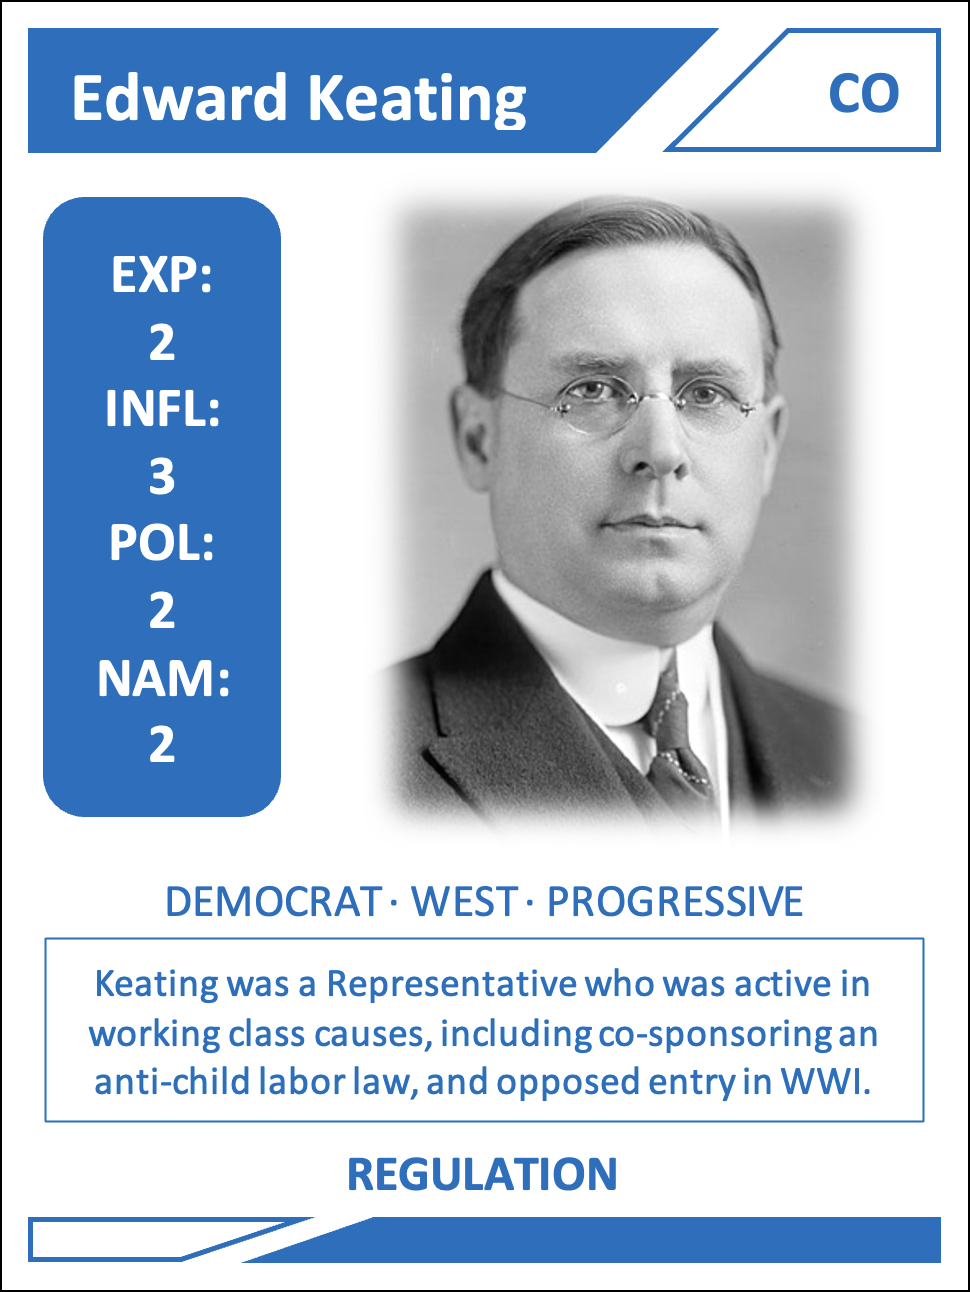 Edward Keating
CO
EXP:
2
INFL:
3
POL:
2
NAM:
2
DEMOCRAT · WEST · PROGRESSIVE
Keating was a Representative who was active in
working class causes, including co-sponsoring an
anti-child labor law, and opposed entry in WWI.
REGULATION